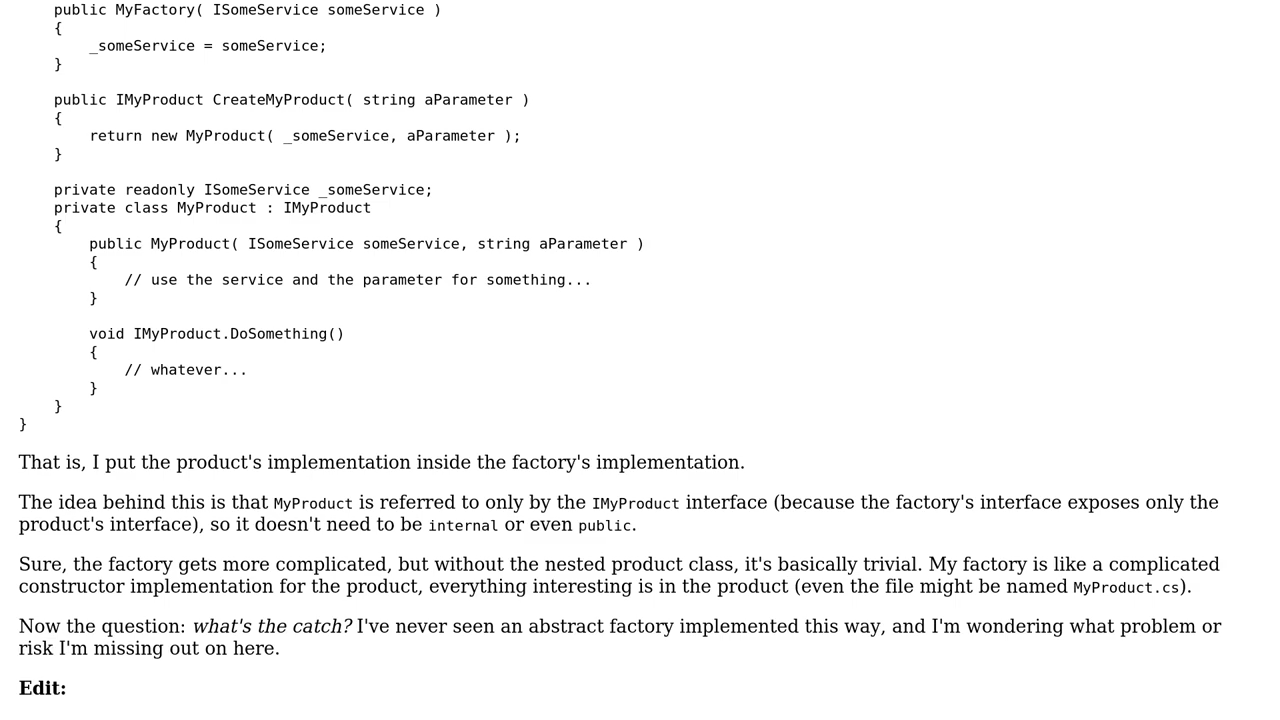 public MyFactory( ISomeService someService )
{
_someService = someService;
}
public IMyProduct CreateMyProduct( string aParameter )
{
return new MyProduct( _someService, aParameter );
}
private readonly ISomeService _someService;
private class MyProduct : IMyProduct
{
public MyProduct( ISomeService someService, string aParameter )
{
// use the service and the parameter for something...
}
void IMyProduct.DoSomething()
{
// whatever...
}
}
}
That is, I put the product's implementation inside the factory's implementation.
The idea behind this is that MyProduct is referred to only by the IMyProduct interface (because the factory's interface exposes only the
product's interface), so it doesn't need to be internal or even public.
Sure, the factory gets more complicated, but without the nested product class, it's basically trivial. My factory is like a complicated
constructor implementation for the product, everything interesting is in the product (even the file might be named MyProduct.cs).
Now the question: what's the catch? I've never seen an abstract factory implemented this way, and I'm wondering what problem or
risk I'm missing out on here.
Edit: